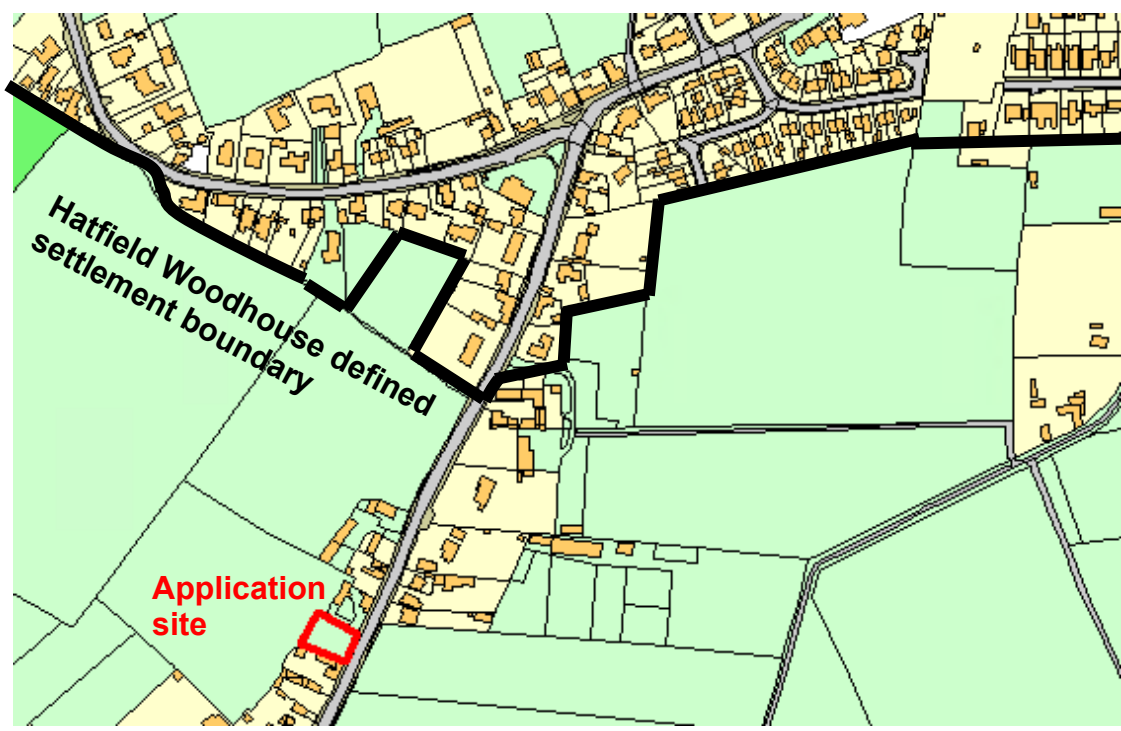 Hatfield Woodhouse defined
settlement boundary
Application
site